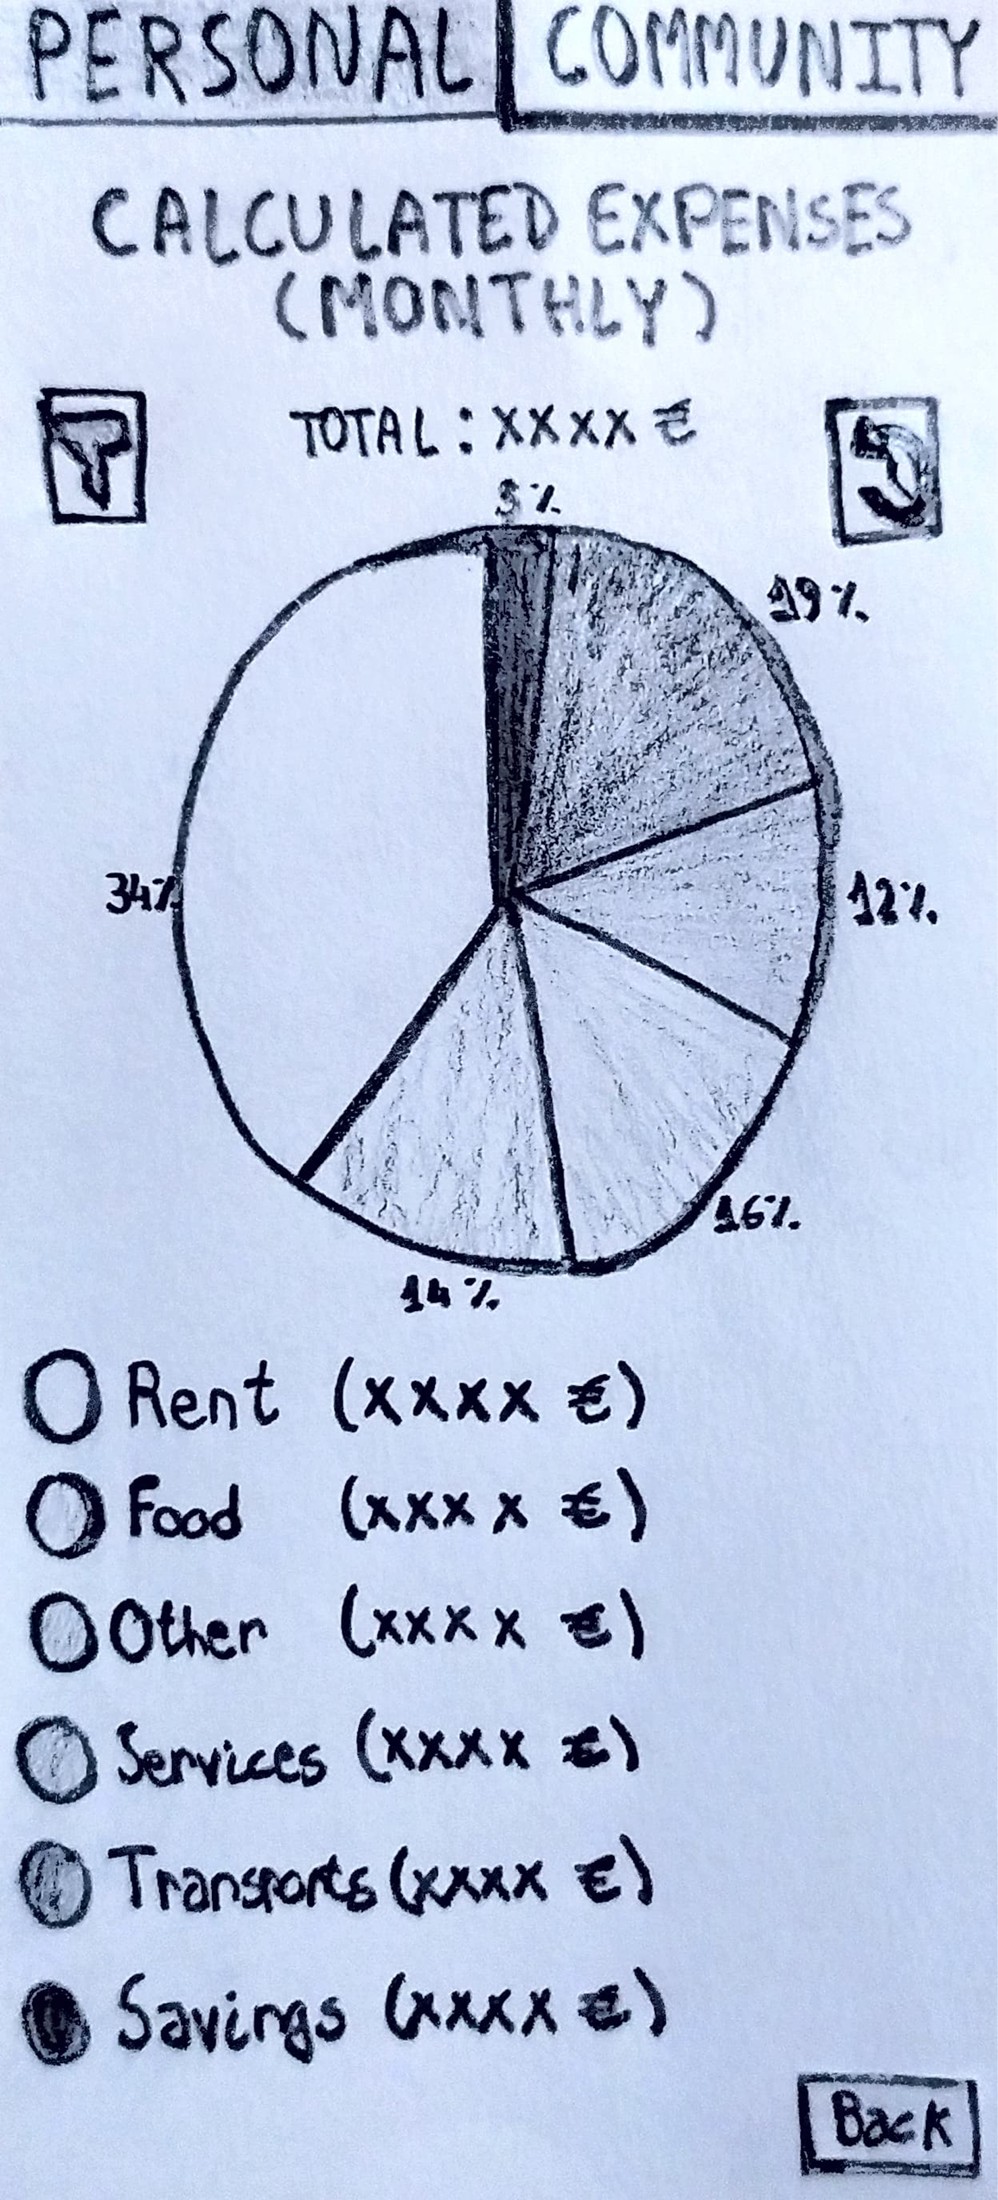 PERSONAL COMMUNITY
CALCULATED EXPENSES
(MONTHLY)
TOTAL: XXXX €
5%
19%
34%
12%
16%
14%
Rent (xxxx €)
Food (xxxx €)
Other (xxxx €)
Services (xxxx €)
Transports (xxxx €)
Savings (xxxx €)
Back